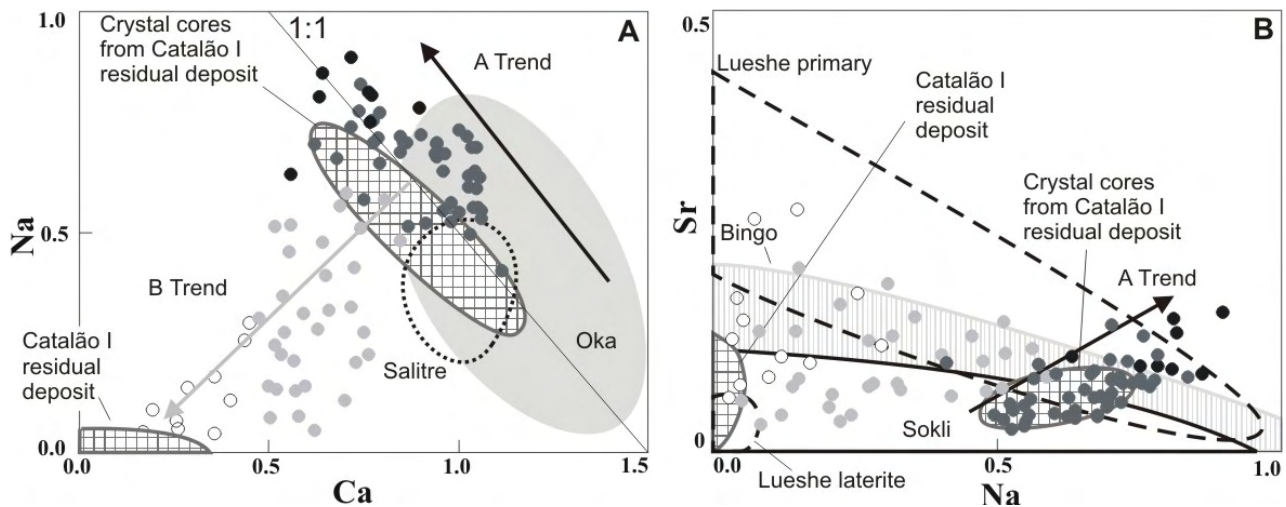 1.0
Crystal cores
from Catalão I
residual deposit
1:1
A
A Trend
Na
0.5
B Trend
Catalão I
residual
deposit
Salitre
Oka
0.0
0.0
0.5
1.0
1.5
Ca
0.5
B
Lueshe primary
Catalão I
residual
deposit
Crystal cores
from Catalão I
residual deposit
Sr
Bingo
A Trend
Sokli
0
0.0
0.5
1.0
Lueshe laterite
Na